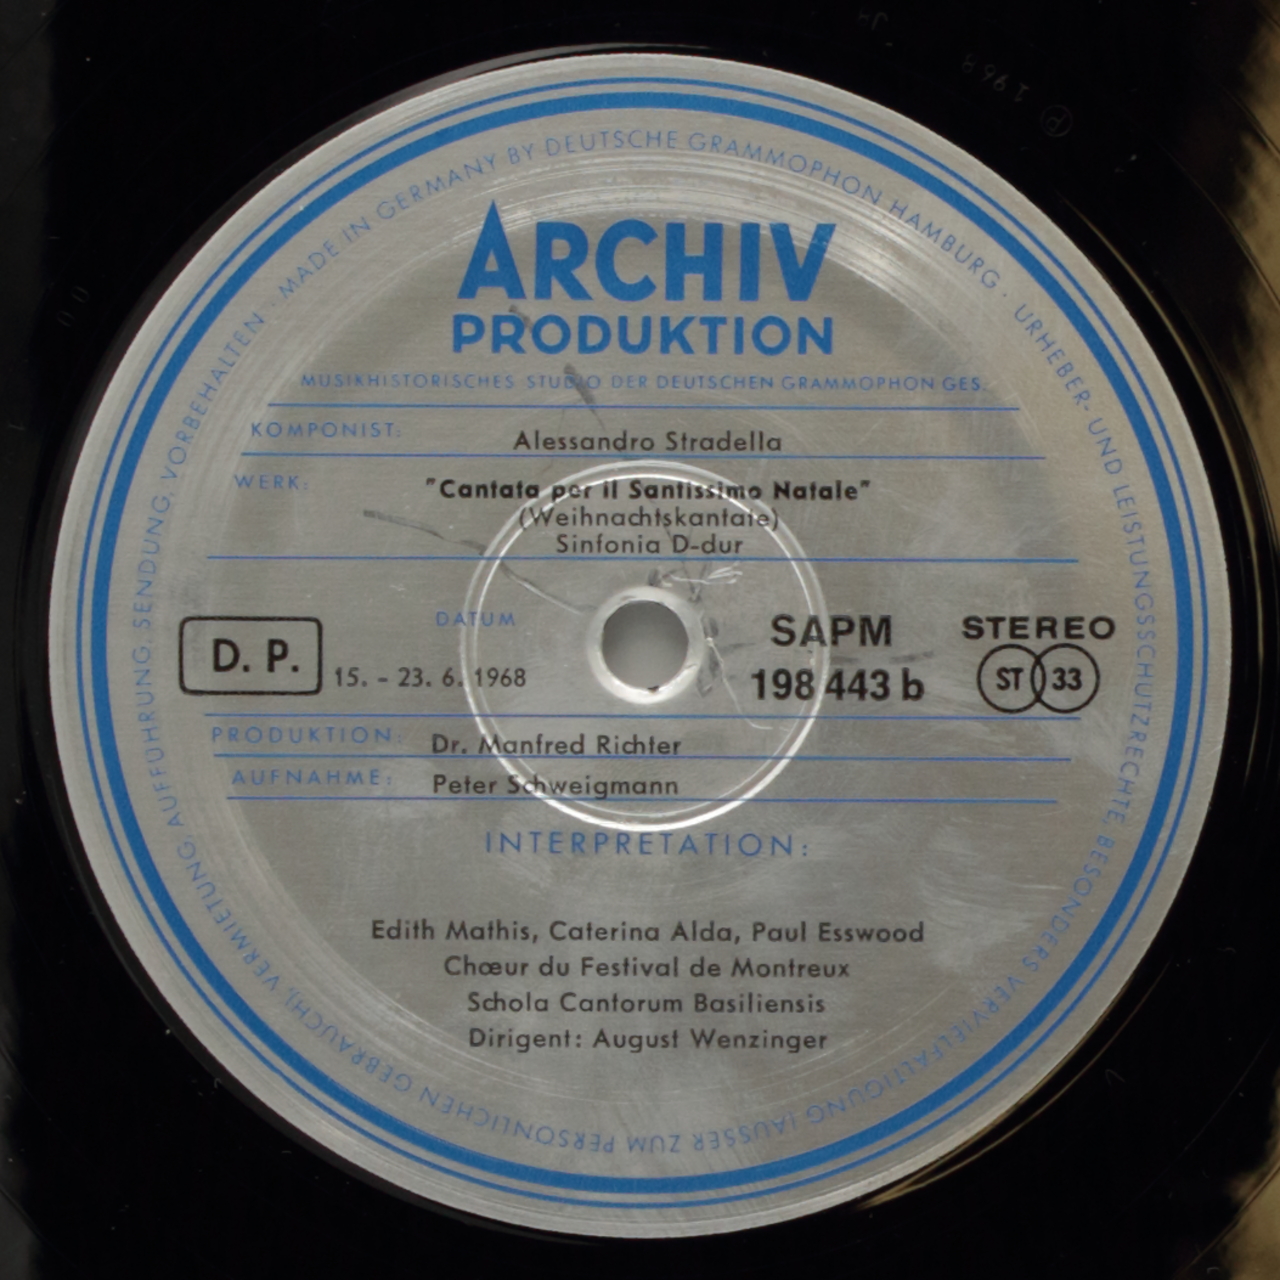 ARCHIV
PRODUKTION
MUSIKHISTORISCHES STUDIO DER DEUTSCHEN GRAMMOPHON GES.
KOMPONIST: Alessandro Stradella
WERK: "Cantata per il Santissimo Natale"
(Weihnachtskantate)
Sinfonia D-dur
D. P.
DATUM
15. - 23. 6. 1968
SAPM
198 443 b
STEREO
ST 33
PRODUKTION: Dr. Manfred Richter
AUFNAHME: Peter Schweigmann
INTERPRETATION:
Edith Mathis, Caterina Alda, Paul Esswood
Chœur du Festival de Montreux
Schola Cantorum Basiliensis
Dirigent: August Wenzinger
MADE IN GERMANY BY DEUTSCHE GRAMMOPHON HAMBURG · URHEBER- UND LEISTUNGSSCHUTZRECHTE, BESONDERS VERVIELFÄLTIGUNG (AUSSER ZUM PERSÖNLICHEN GEBRAUCH), VERMIETUNG, AUFFÜHRUNG, SENDUNG, VORBEHALTEN ·
Ⓟ 1968